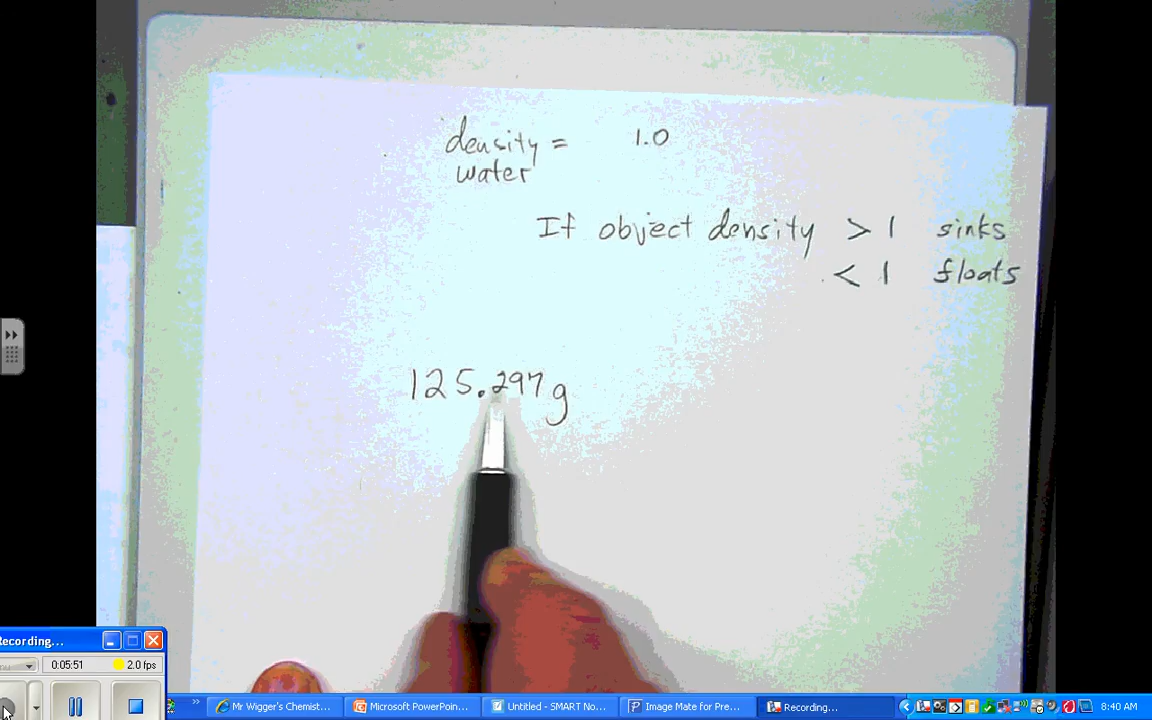 density = 1.0
water
If object density > 1 sinks
< 1 floats
125.297g
Recording...
0:05:51
2.0 fps
Mr Wigger's Chemist...
Microsoft PowerPoin...
Untitled - SMART No...
Image Mate for Pre...
Recording...
8:40 AM